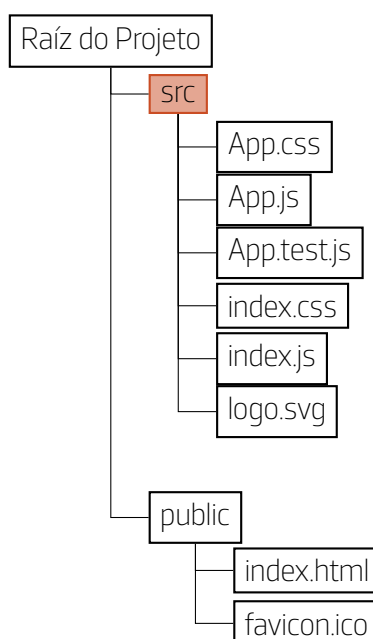 Raíz do Projeto
src
App.css
App.js
App.test.js
index.css
index.js
logo.svg
public
index.html
favicon.ico